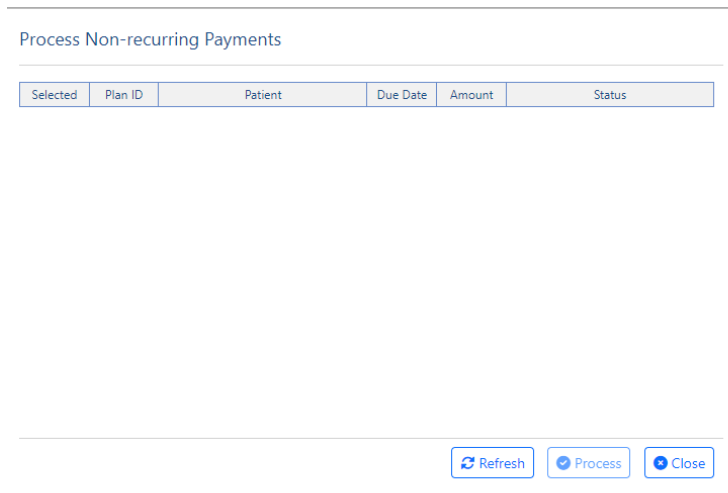 Process Non-recurring Payments
Selected Plan ID Patient Due Date Amount Status
Refresh Process Close